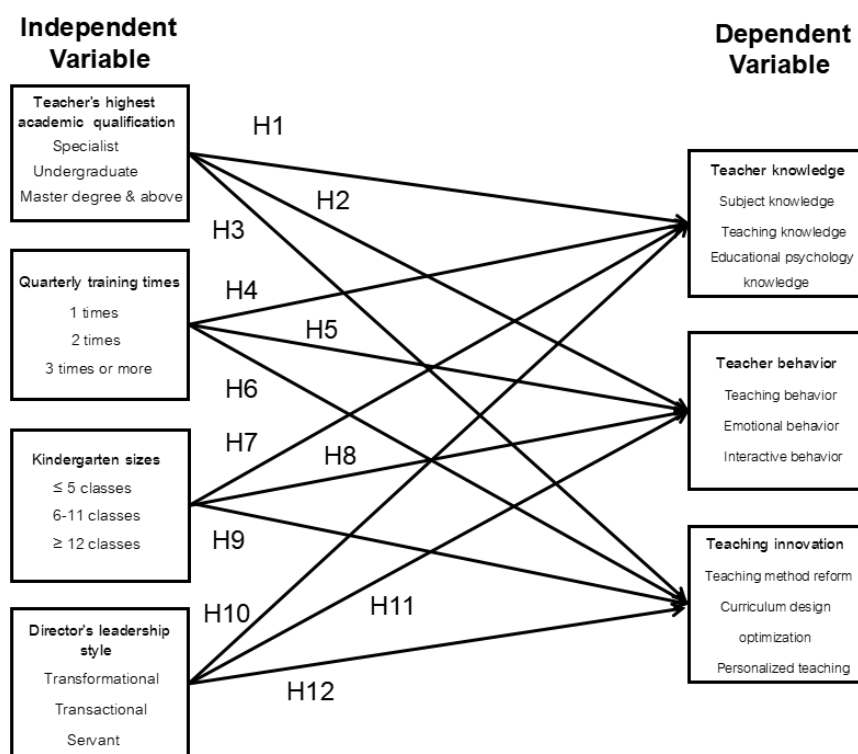 Independent
Variable
Teacher's highest
academic qualification
Specialist
Undergraduate
Master degree & above
Quarterly training times
1 times
2 times
3 times or more
Kindergarten sizes
≤ 5 classes
6-11 classes
≥ 12 classes
Director's leadership
style
Transformational
Transactional
Servant
H1
H2
H3
H4
H5
H6
H7
H8
H9
H10
H11
H12
Dependent
Variable
Teacher knowledge
Subject knowledge
Teaching knowledge
Educational psychology
knowledge
Teacher behavior
Teaching behavior
Emotional behavior
Interactive behavior
Teaching innovation
Teaching method reform
Curriculum design
optimization
Personalized teaching